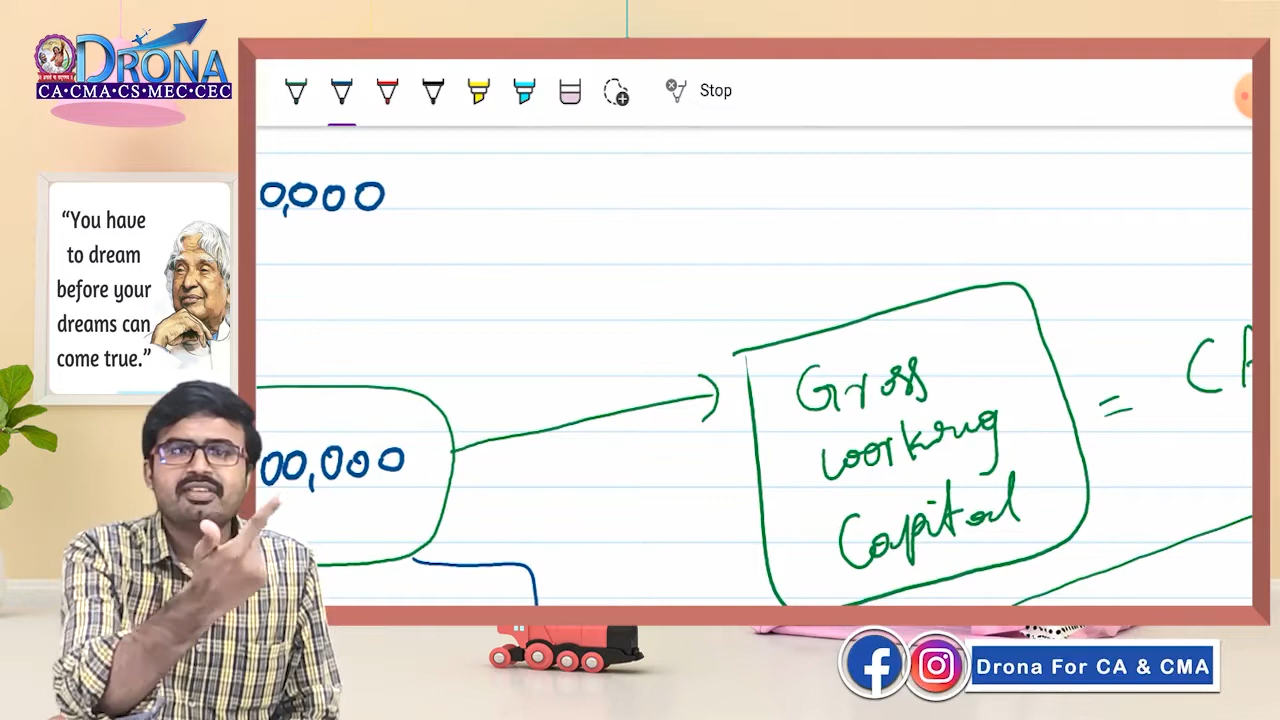 DRONA
CA•CMA•CS•MEC•CEC
Stop
“You have
to dream
before your
dreams can
come true.”
0,000
00,000
Gross
working
Capital
=
Drona For CA & CMA